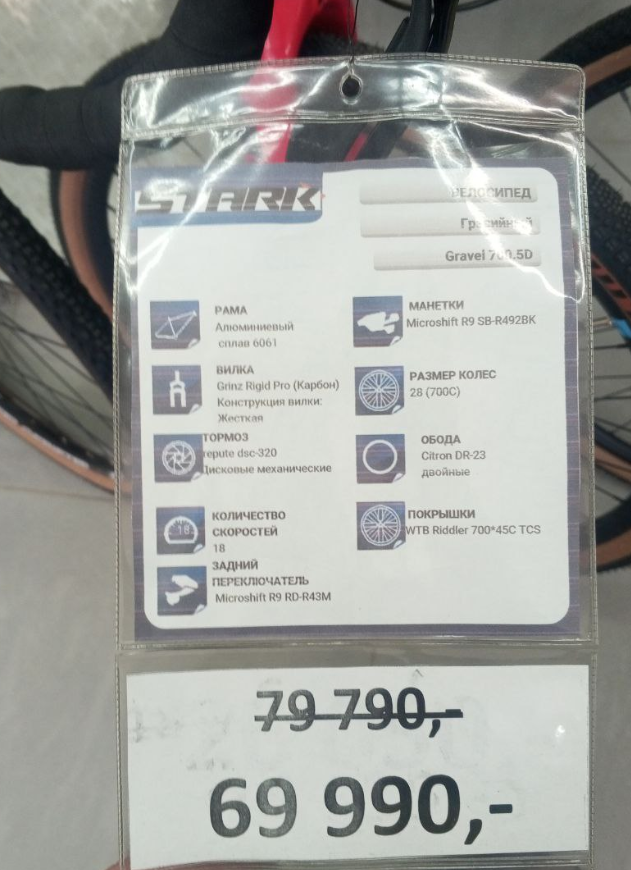 STARK
ВЕЛОСИПЕД
Гравийный
Gravel 700.5D
РАМА
Алюминиевый
сплав 6061
ВИЛКА
Grinz Rigid Pro (Карбон)
Конструкция вилки:
Жесткая
ТОРМОЗ
repute dsc-320
Дисковые механические
18
КОЛИЧЕСТВО
СКОРОСТЕЙ
18
ЗАДНИЙ
ПЕРЕКЛЮЧАТЕЛЬ
Microshift R9 RD-R43M
МАНЕТКИ
Microshift R9 SB-R492BK
РАЗМЕР КОЛЕС
28 (700C)
ОБОДА
Citron DR-23
двойные
ПОКРЫШКИ
WTB Riddler 700*45C TCS
79 790,-
69 990,-